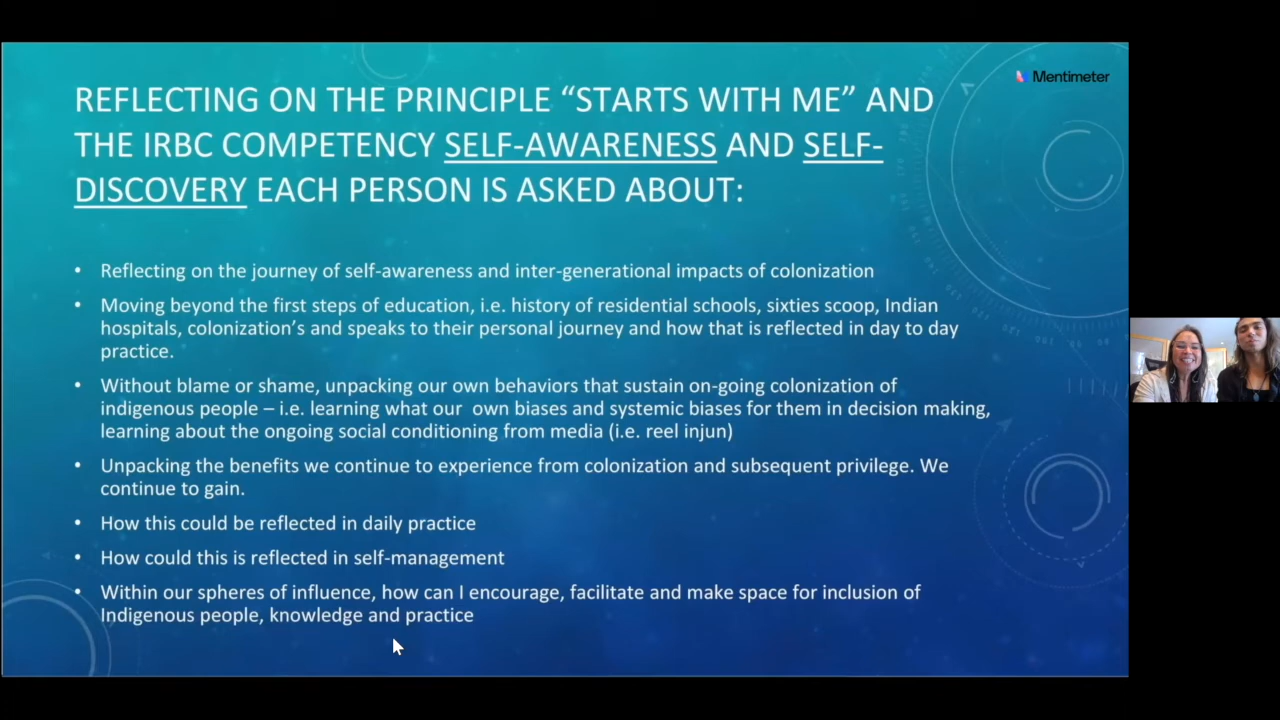 Mentimeter
REFLECTING ON THE PRINCIPLE “STARTS WITH ME” AND
THE IRBC COMPETENCY SELF-AWARENESS AND SELF-
DISCOVERY EACH PERSON IS ASKED ABOUT:
• Reflecting on the journey of self-awareness and inter-generational impacts of colonization
• Moving beyond the first steps of education, i.e. history of residential schools, sixties scoop, Indian
hospitals, colonization’s and speaks to their personal journey and how that is reflected in day to day
practice.
• Without blame or shame, unpacking our own behaviors that sustain on-going colonization of
indigenous people – i.e. learning what our own biases and systemic biases for them in decision making,
learning about the ongoing social conditioning from media (i.e. reel injun)
• Unpacking the benefits we continue to experience from colonization and subsequent privilege. We
continue to gain.
• How this could be reflected in daily practice
• How could this is reflected in self-management
• Within our spheres of influence, how can I encourage, facilitate and make space for inclusion of
Indigenous people, knowledge and practice